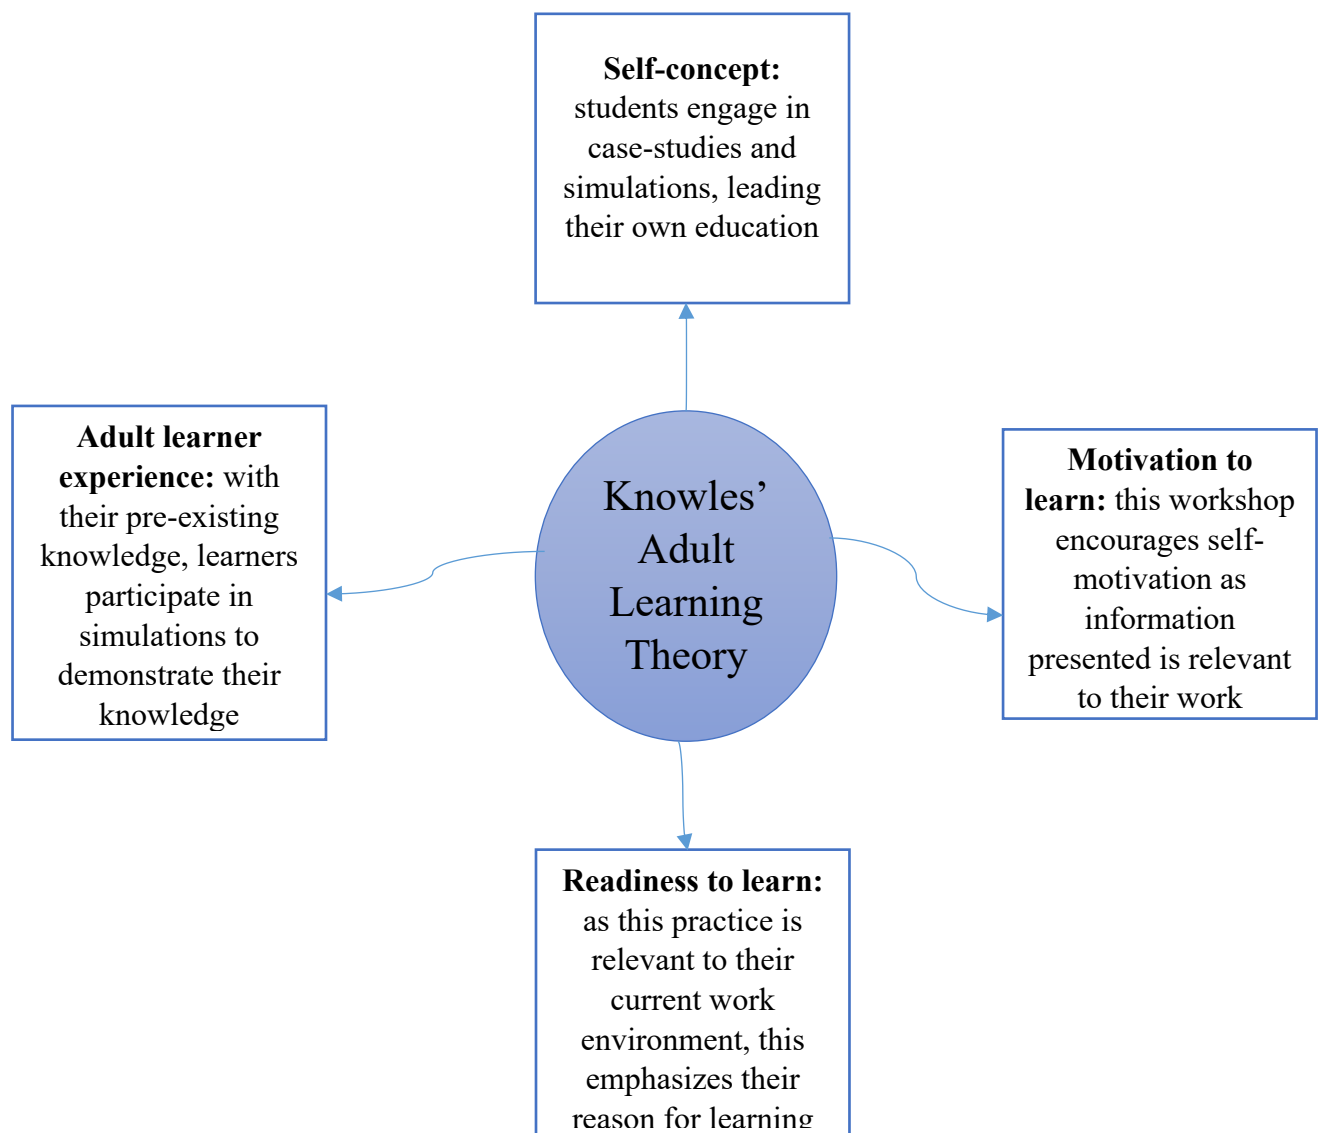 Self-concept:
students engage in
case-studies and
simulations, leading
their own education
Adult learner
experience: with
their pre-existing
knowledge, learners
participate in
simulations to
demonstrate their
knowledge
Knowles’
Adult
Learning
Theory
Motivation to
learn: this workshop
encourages self-
motivation as
information
presented is relevant
to their work
Readiness to learn:
as this practice is
relevant to their
current work
environment, this
emphasizes their
reason for learning